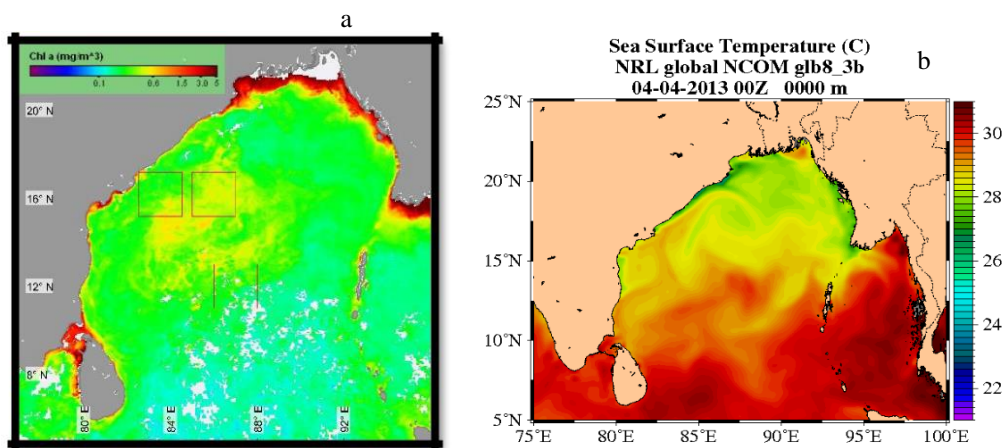 a
Chl a (mg/m^3)
0.1 0.6 1.5 3.0 5
20° N
16° N
12° N
8° N
80° E
84° E
88° E
92° E
Sea Surface Temperature (C)
b
NRL global NCOM glb8_3b
04-04-2013 00Z 0000 m
25°N
20°N
15°N
10°N
5°N
75°E 80°E 85°E 90°E 95°E 100°E
30
28
26
24
22